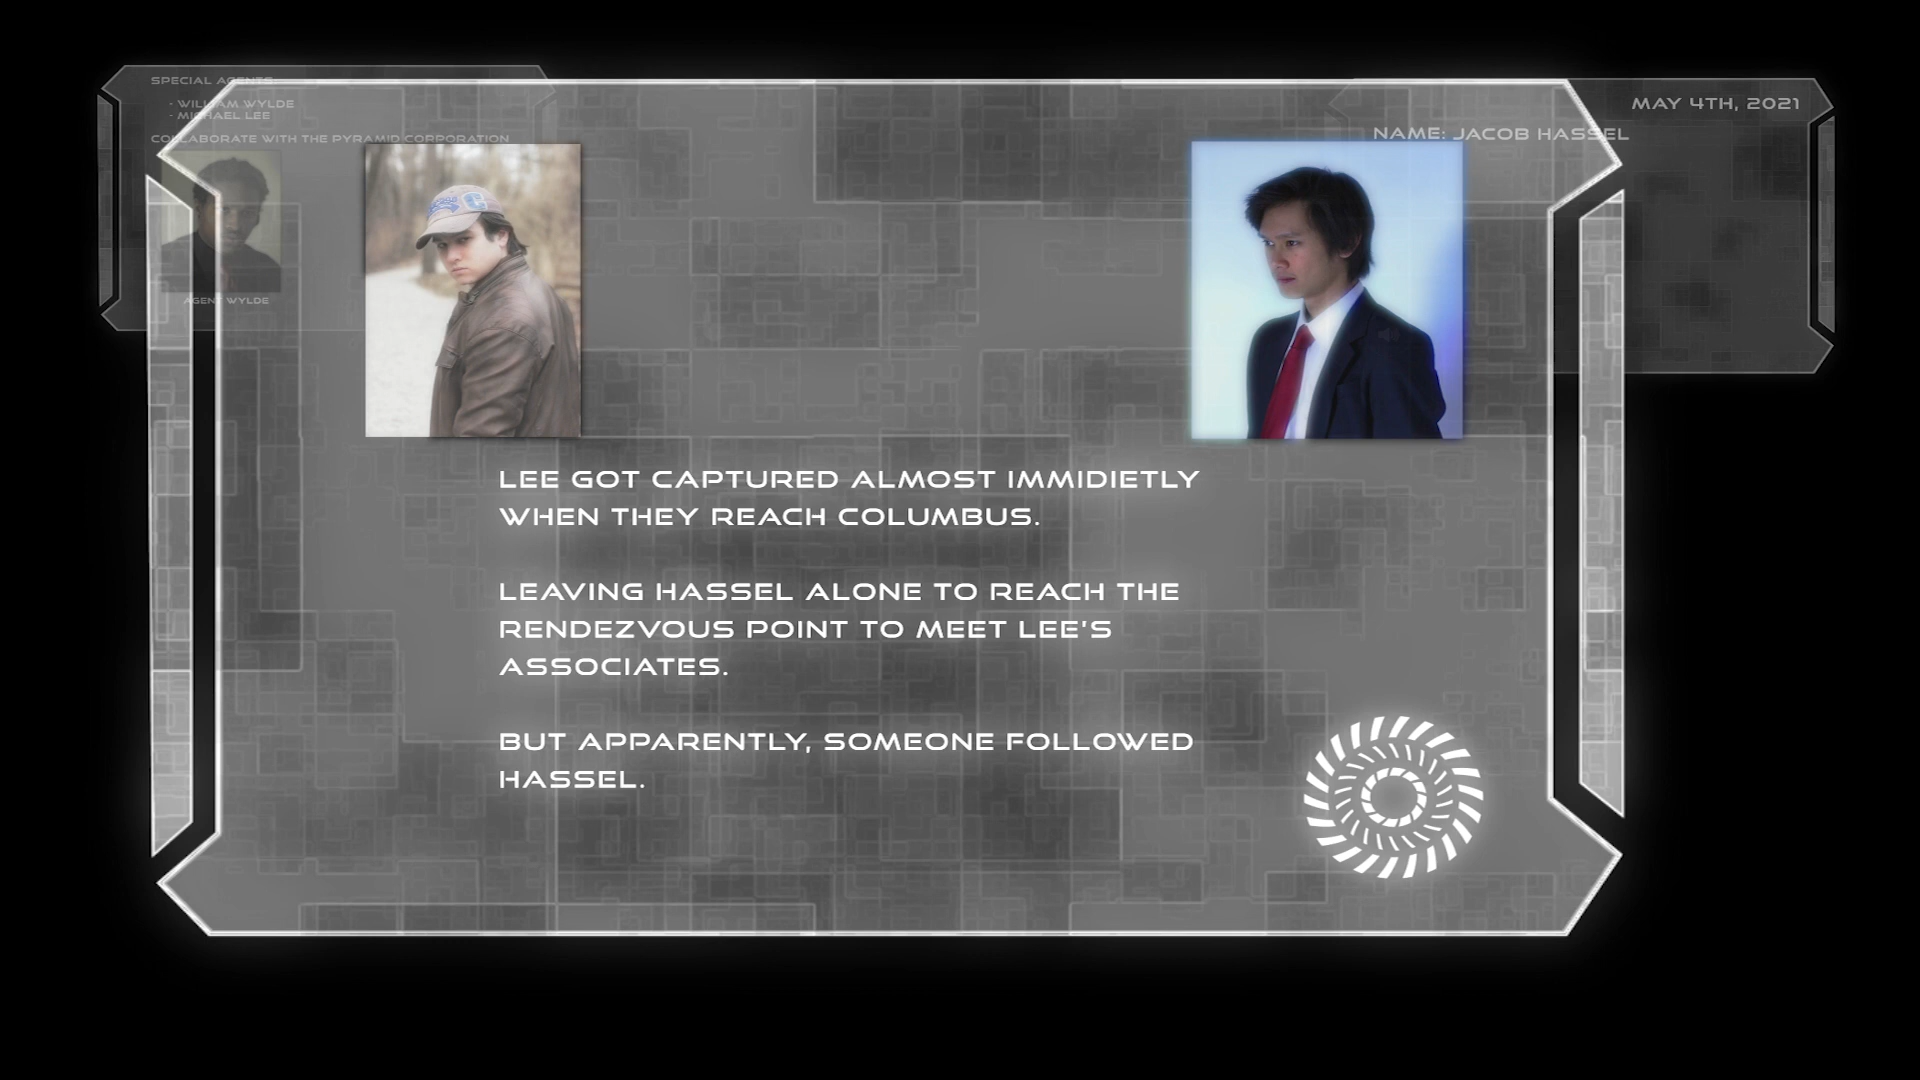 SPECIAL AGENTS:
- WILLIAM WYLDE
- MICHAEL LEE
COLLABORATE WITH THE PYRAMID CORPORATION
AGENT WYLDE
MAY 4TH, 2021
NAME: JACOB HASSEL
LEE GOT CAPTURED ALMOST IMMIDIETLY
WHEN THEY REACH COLUMBUS.
LEAVING HASSEL ALONE TO REACH THE
RENDEZVOUS POINT TO MEET LEE'S
ASSOCIATES.
BUT APPARENTLY, SOMEONE FOLLOWED
HASSEL.